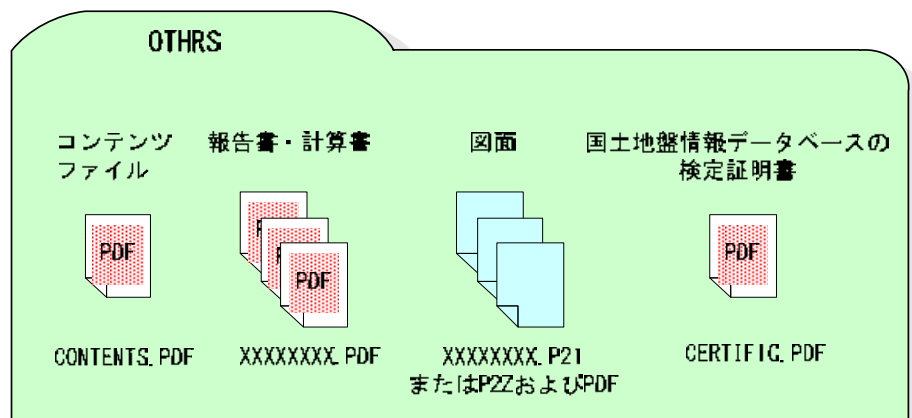 OTHRS
コンテンツ
ファイル
報告書・計算書
図面
国土地盤情報データベースの
検定証明書
PDF
PDF
PDF
CONTENTS.PDF
XXXXXXXX.PDF
XXXXXXXX.P21
またはP2ZおよびPDF
CERTIFIC.PDF